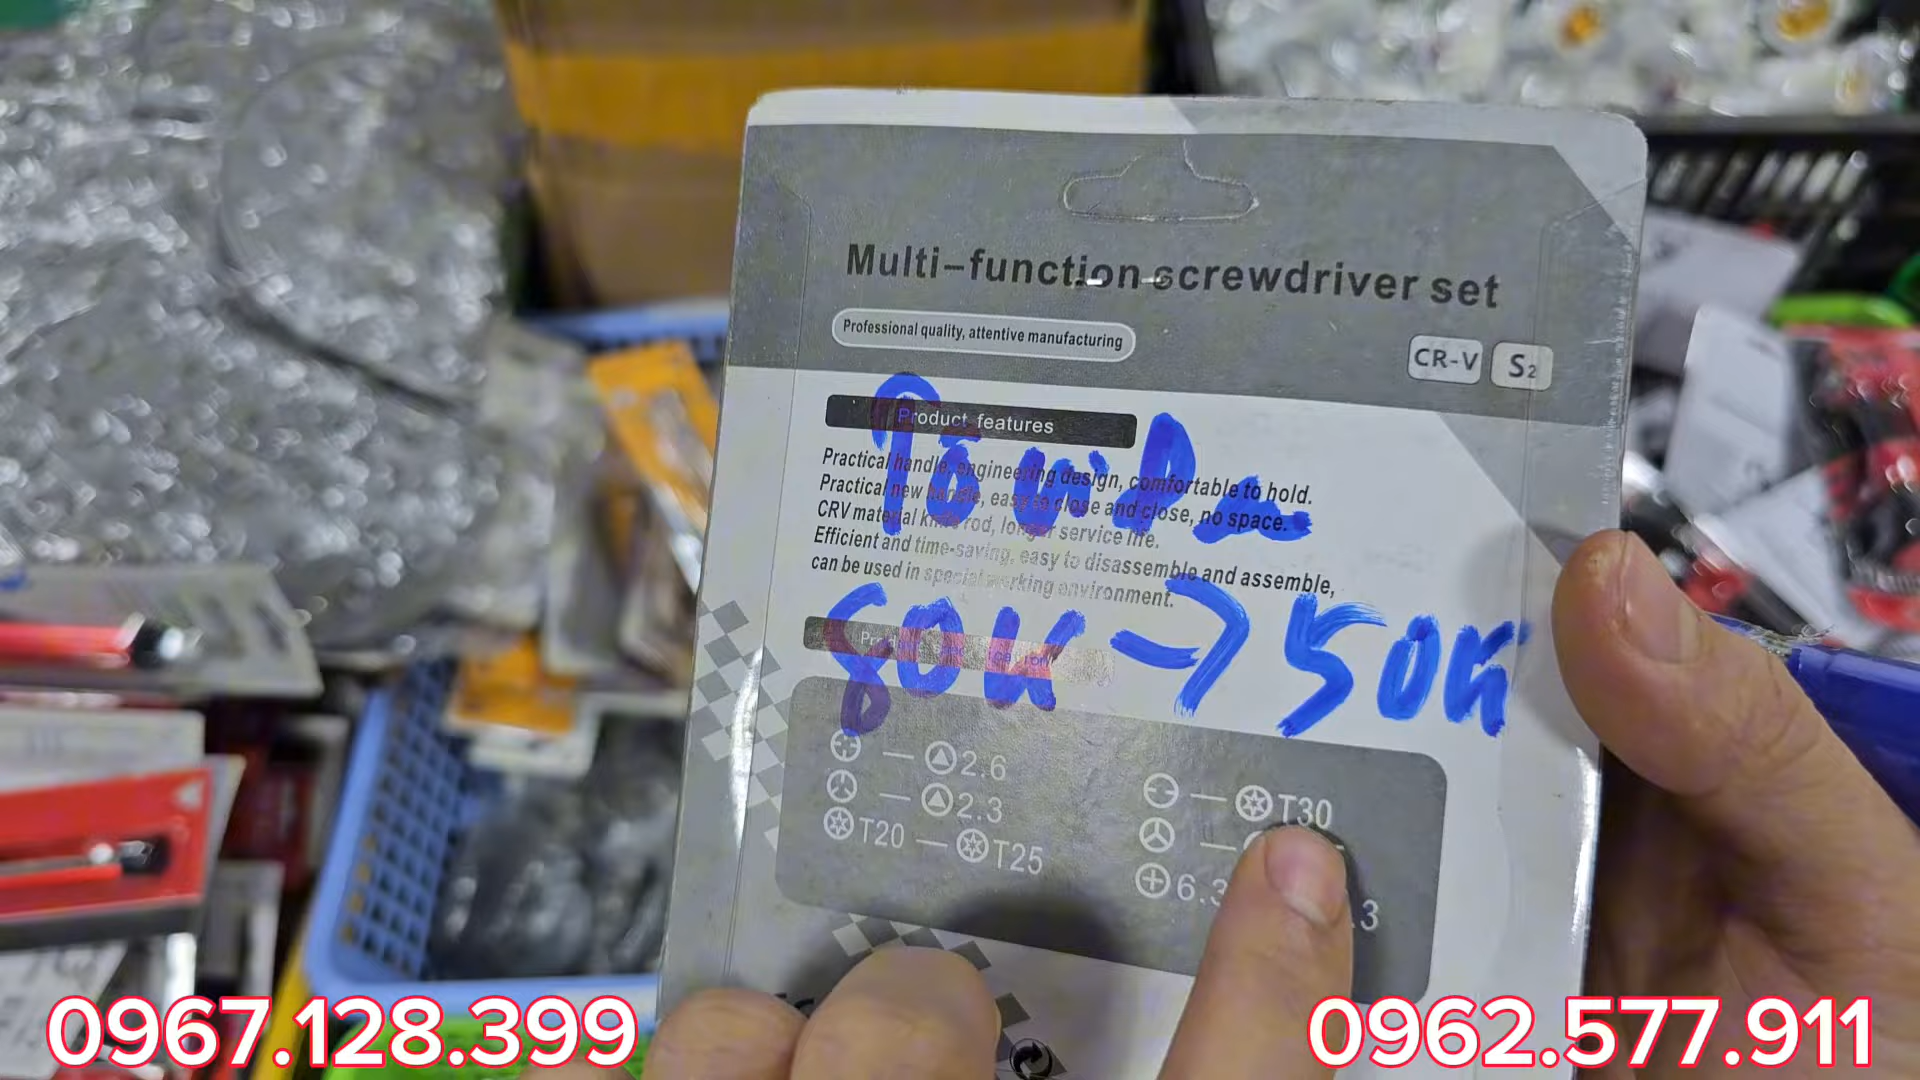 Multi-function screwdriver set
Professional quality, attentive manufacturing
CR-V S2
Product features
Practical handle, engineering design, comfortable to hold.
Practical new handle, easy to close and close, no space.
CRV material knife rod, longer service life.
Efficient and time-saving, easy to disassemble and assemble,
can be used in special working environment.
80K → 50K
2.6
2.3
T20 — T25
T30
6.3
.3
0967.128.399
0962.577.911